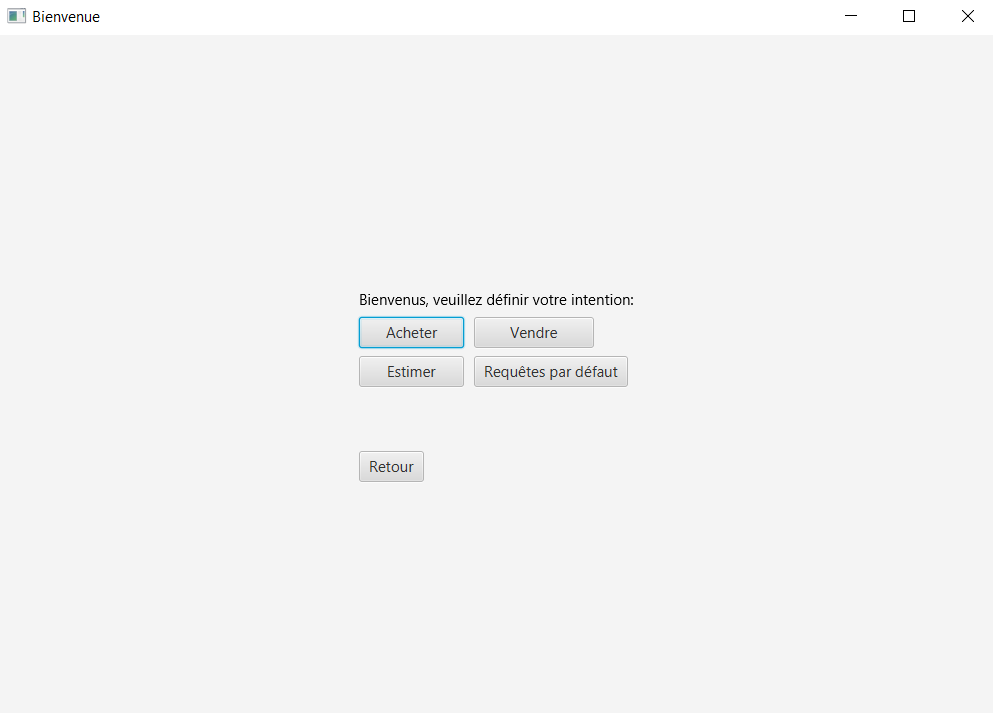 Bienvenue
Bienvenus, veuillez définir votre intention:
Acheter Vendre
Estimer Requêtes par défaut
Retour